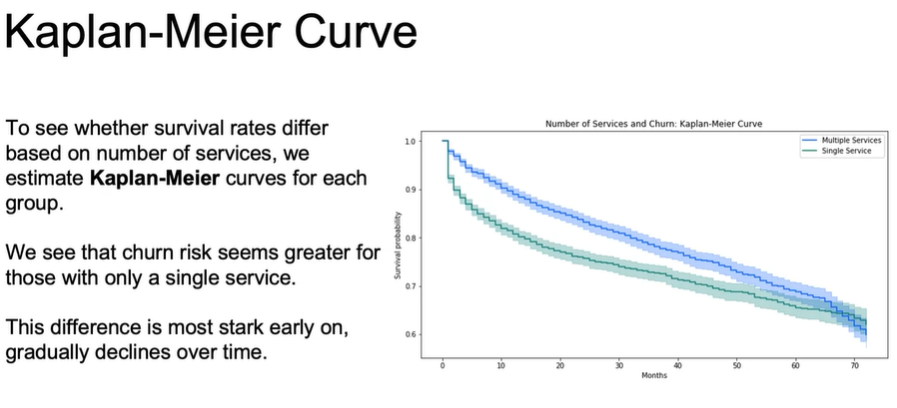 Kaplan-Meier Curve
To see whether survival rates differ
based on number of services, we
estimate Kaplan-Meier curves for each
group.
We see that churn risk seems greater for
those with only a single service.
This difference is most stark early on,
gradually declines over time.
Number of Services and Churn: Kaplan-Meier Curve
Multiple Services
Single Service
Survival probability
1.0
0.9
0.8
0.7
0.6
0 10 20 30 40 50 60 70
Months